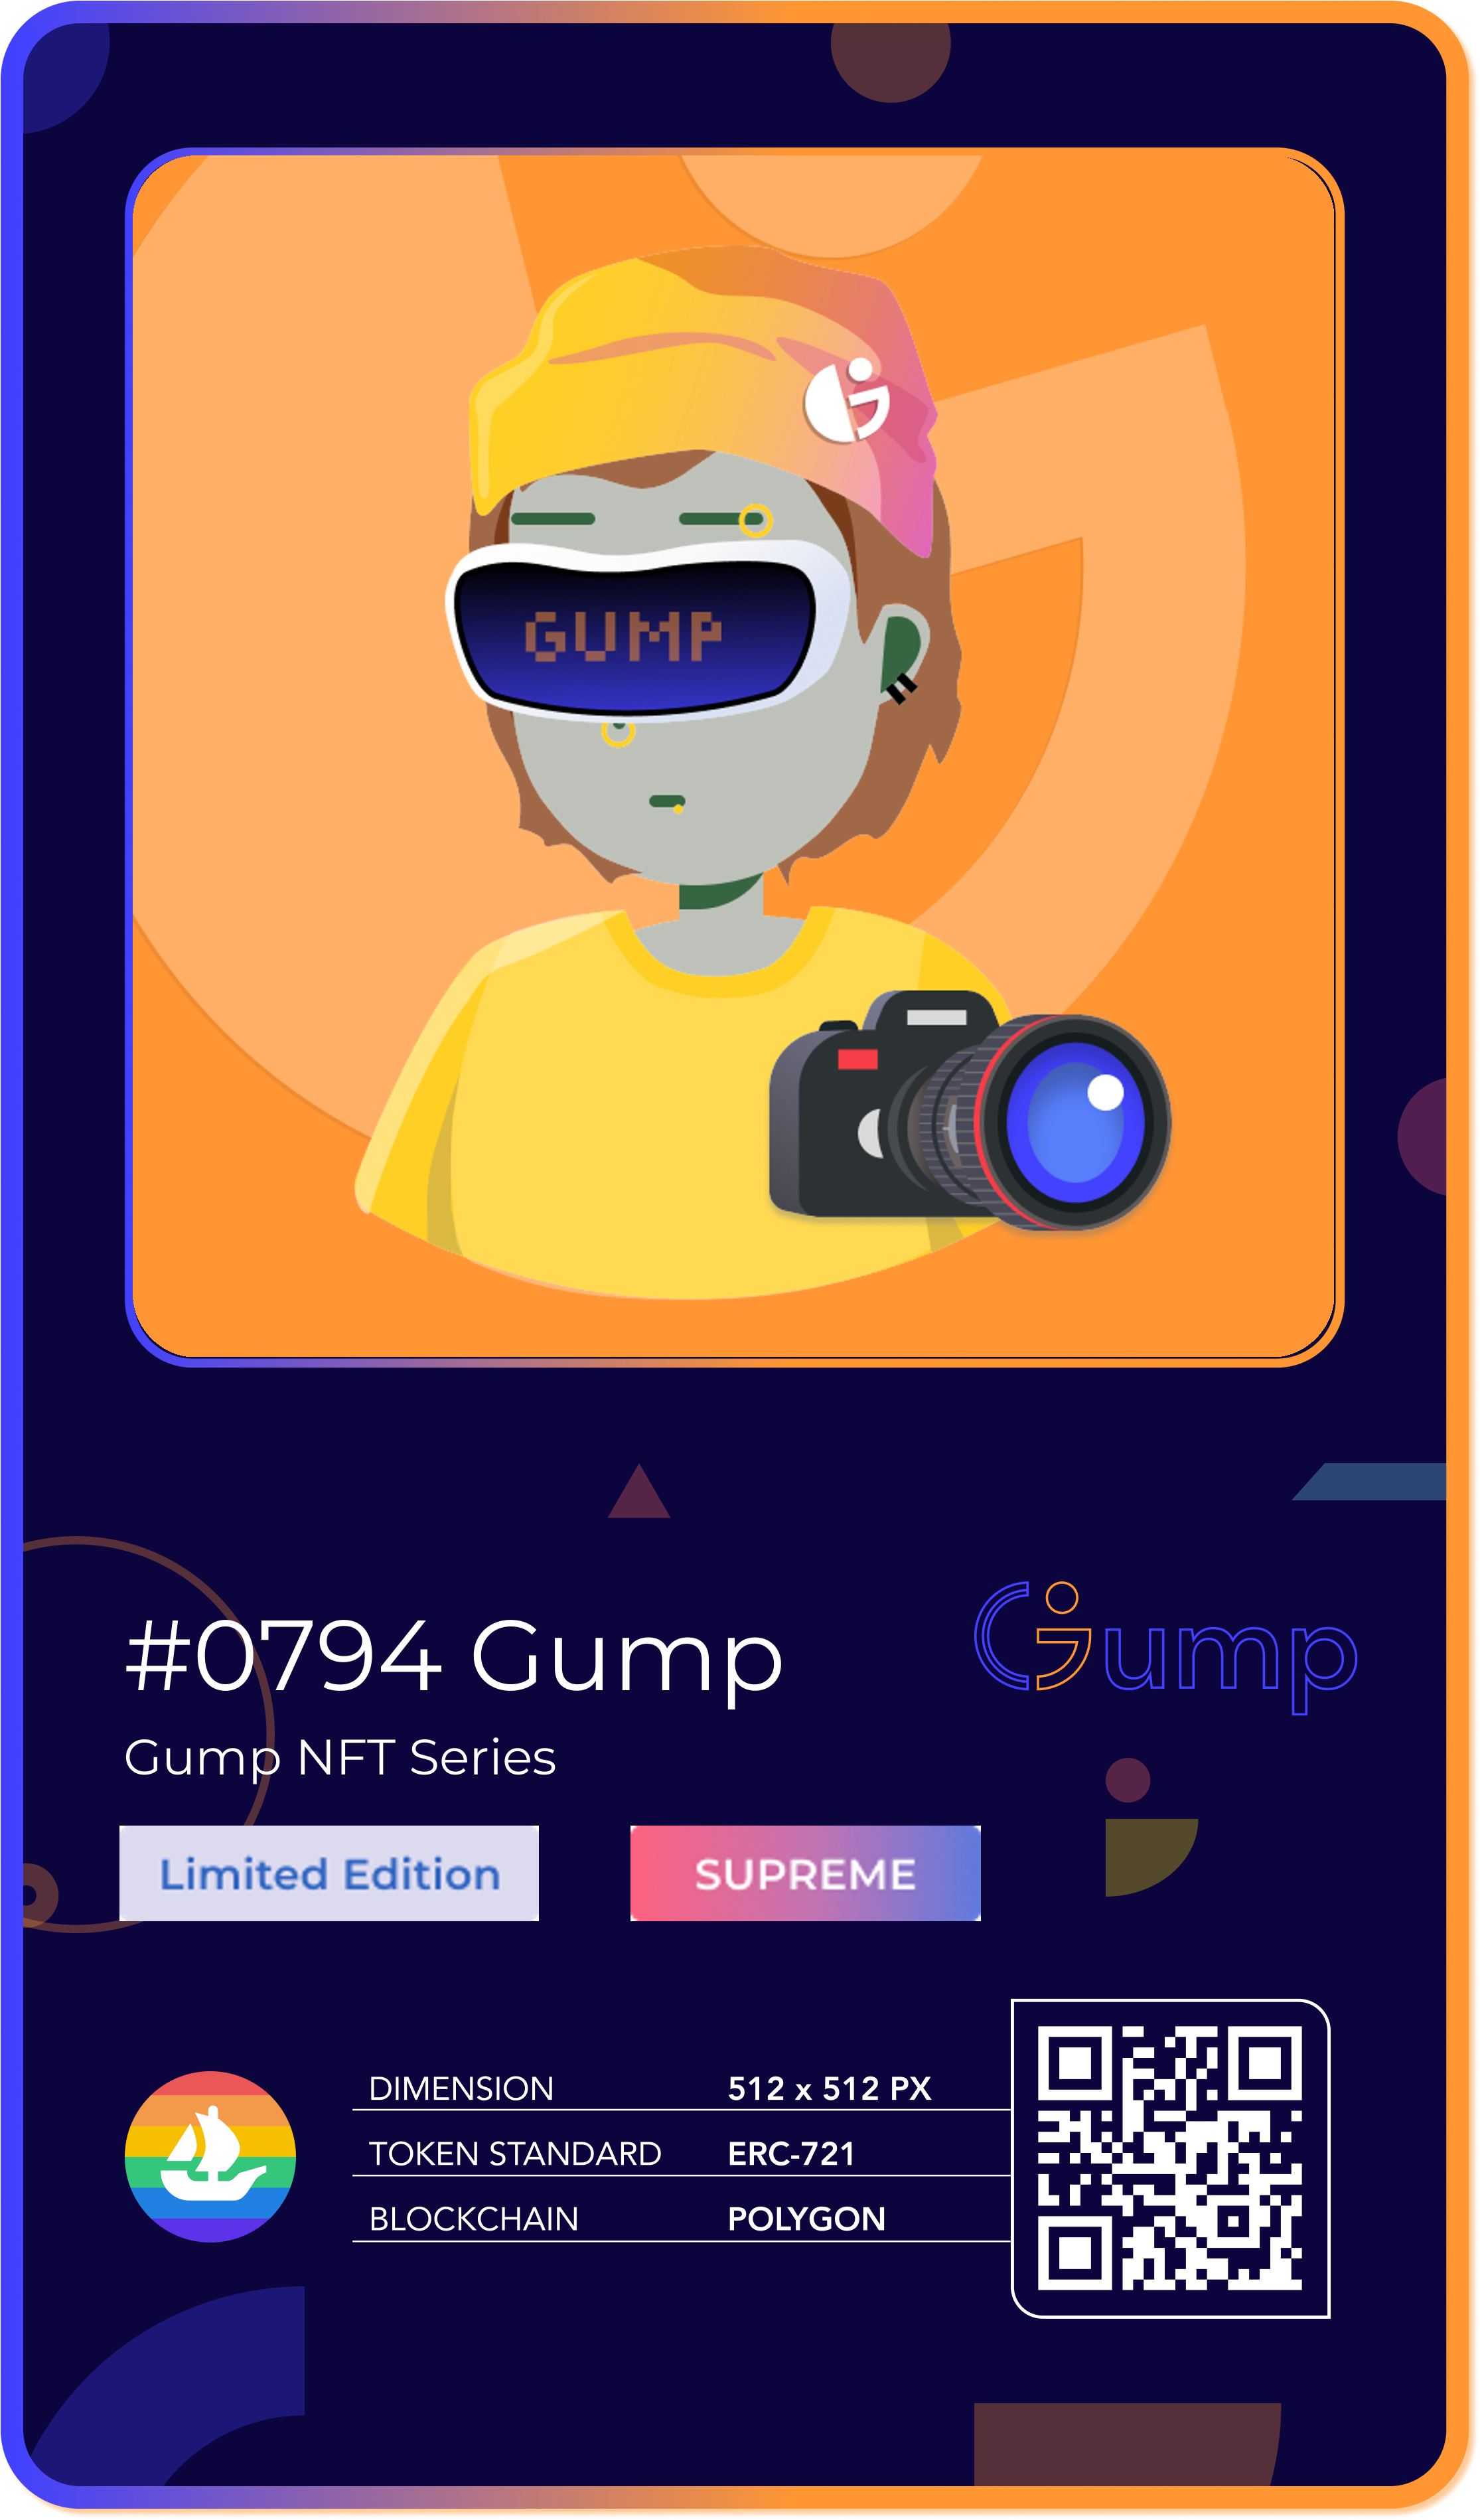 GUMP
#0794 Gump
Gump
Gump NFT Series
Limited Edition
SUPREME
DIMENSION 512 x 512 PX
TOKEN STANDARD ERC-721
BLOCKCHAIN POLYGON